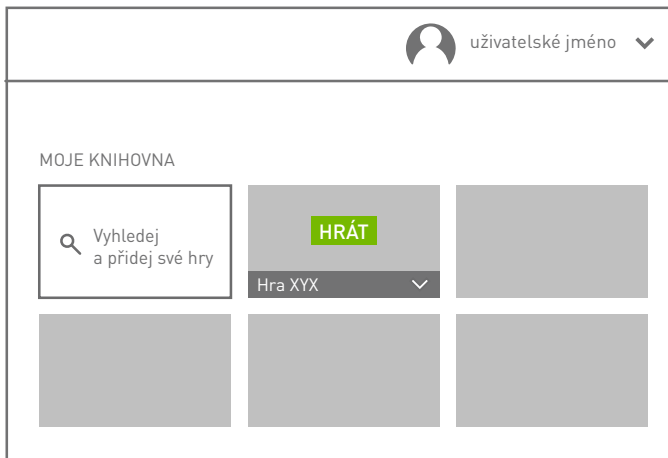 uživatelské jméno
MOJE KNIHOVNA
Vyhledej
a přidej své hry
HRÁT
Hra XYX